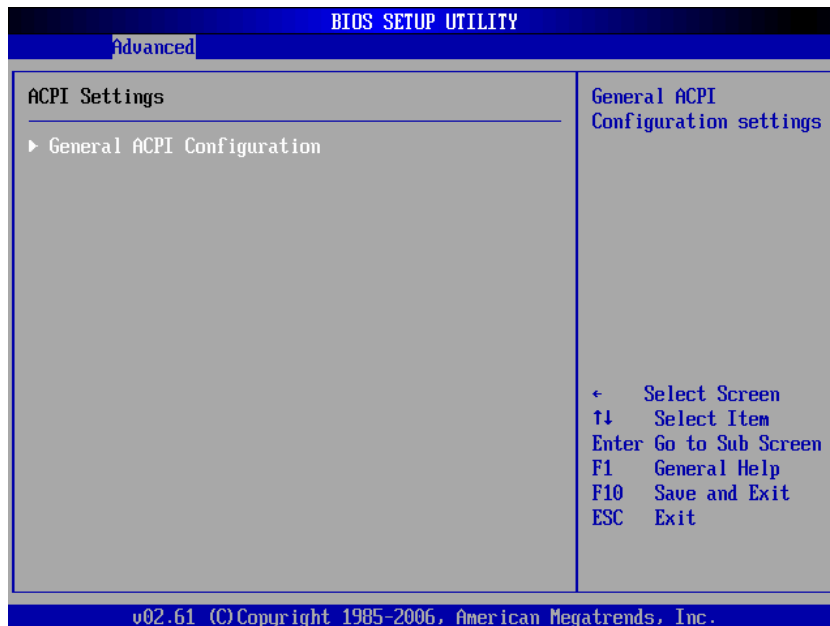 BIOS SETUP UTILITY
Advanced
ACPI Settings
▶ General ACPI Configuration
General ACPI
Configuration settings
← Select Screen
↑↓ Select Item
Enter Go to Sub Screen
F1 General Help
F10 Save and Exit
ESC Exit
v02.61 (C)Copyright 1985-2006, American Megatrends, Inc.